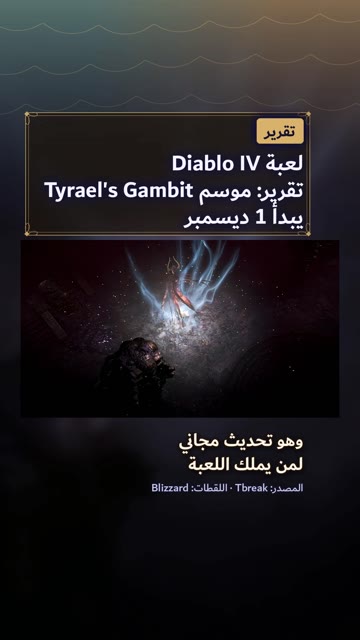 تقرير
لعبة Diablo IV
تقرير: موسم Tyrael's Gambit
يبدأ 1 ديسمبر
وهو تحديث مجاني
لمن يملك اللعبة
المصدر: Tbreak · اللقطات: Blizzard